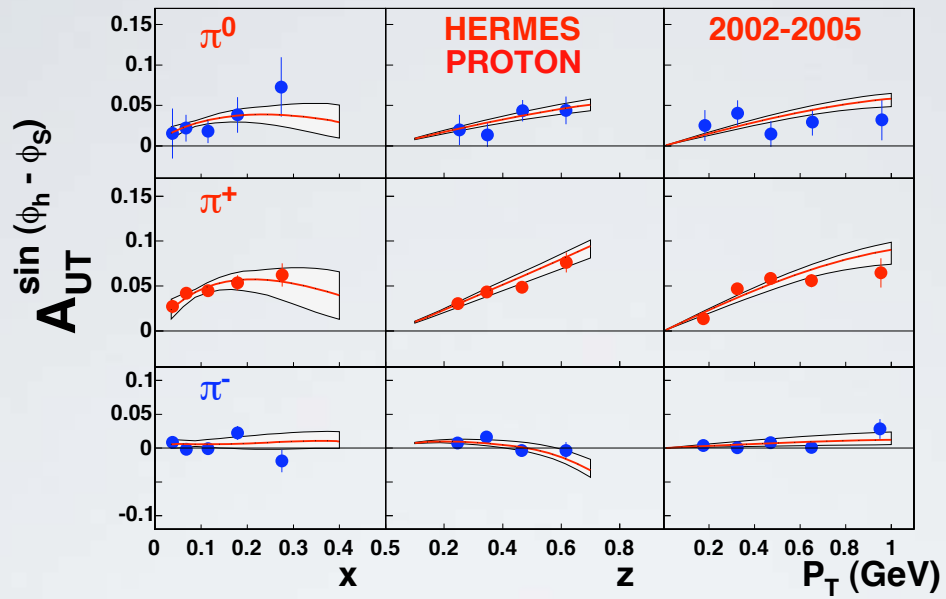 π⁰
HERMES
PROTON
2002-2005
0.15
0.1
0.05
0
π⁺
0.15
0.1
0.05
0
A_UT^sin (ϕ_h - ϕ_S)
π⁻
0.1
0.05
0
-0.1
0 0.1 0.2 0.3 0.4 0.5
0.2 0.4 0.6 0.8
0.2 0.4 0.6 0.8 1
x
z
P_T (GeV)